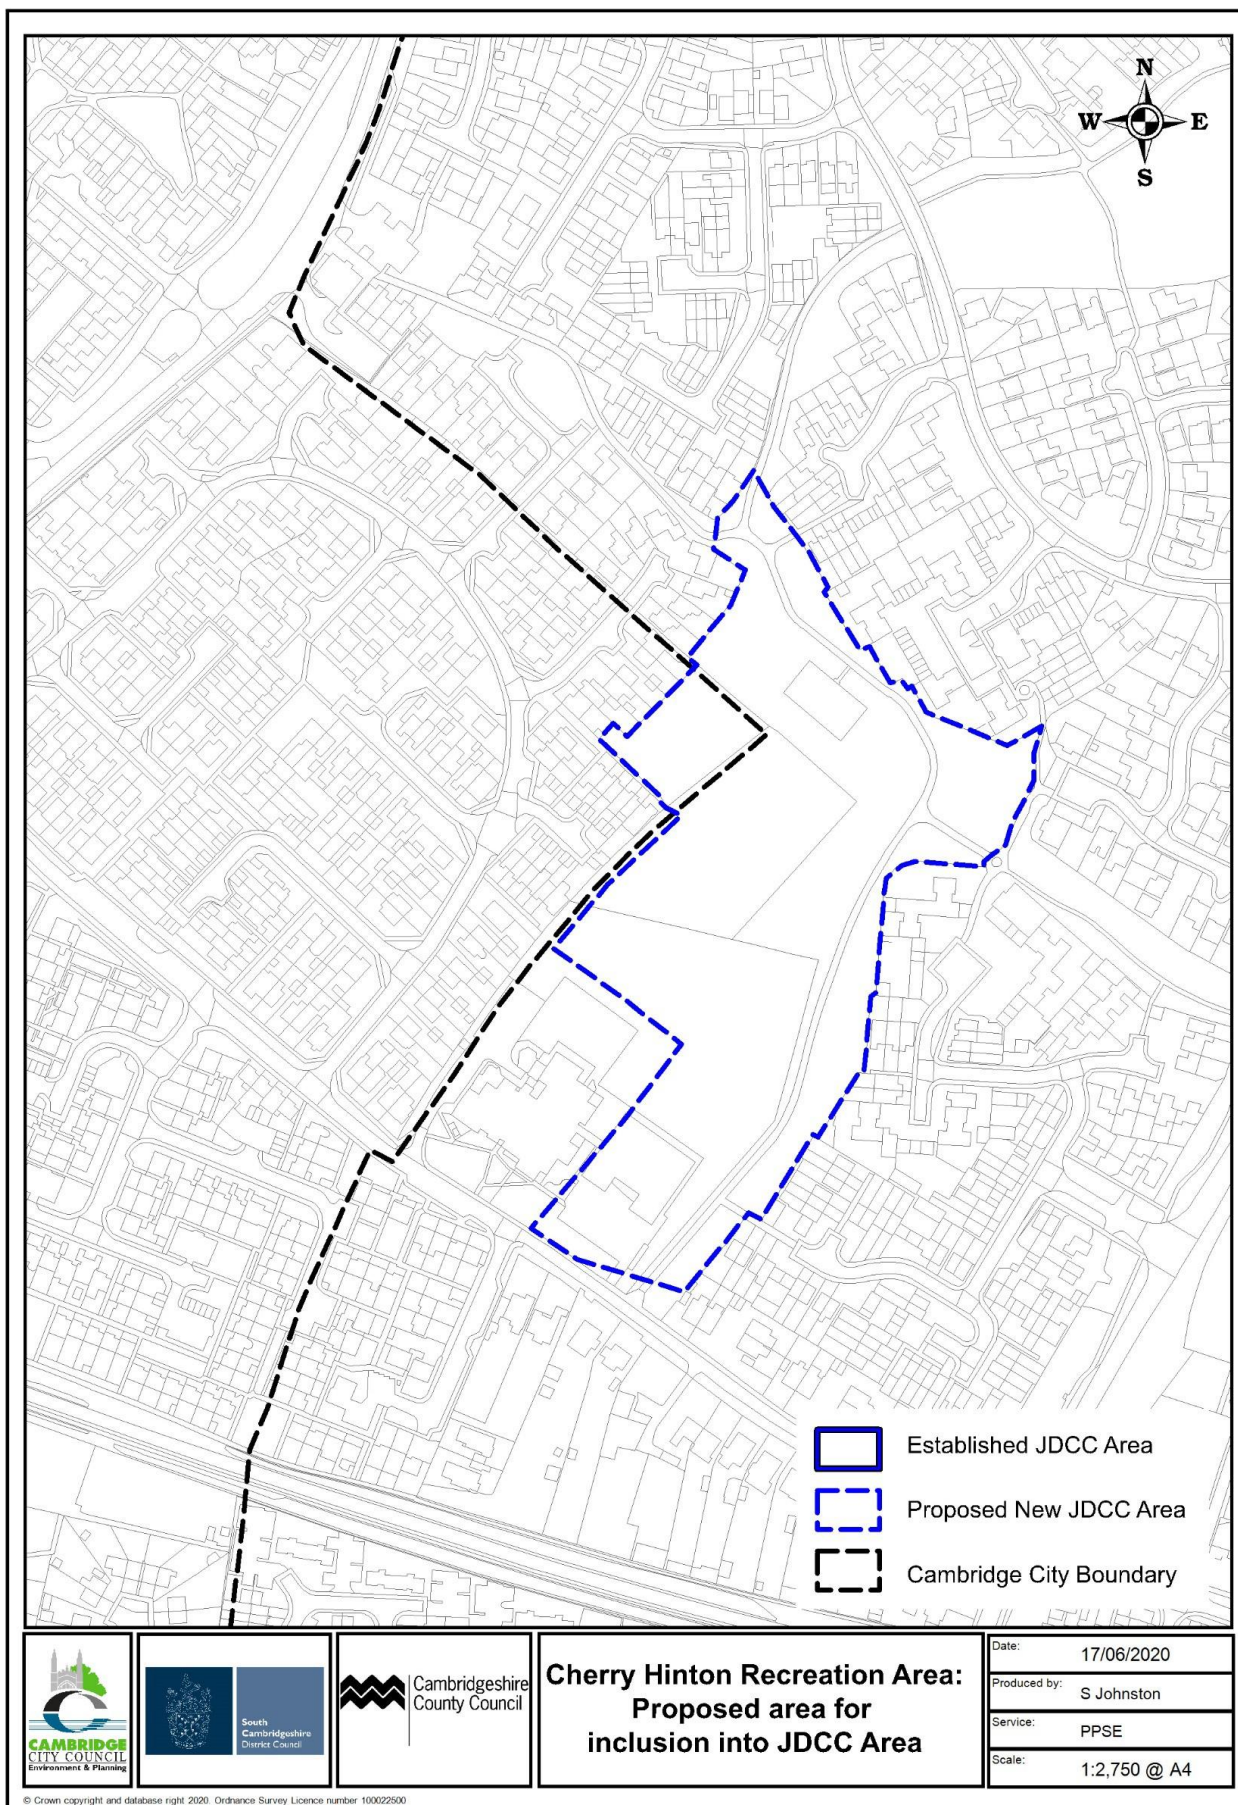 N
W E
S
Established JDCC Area
Proposed New JDCC Area
Cambridge City Boundary
CAMBRIDGE
CITY COUNCIL
Environment & Planning
South
Cambridgeshire
District Council
Cambridgeshire
County Council
Cherry Hinton Recreation Area:
Proposed area for
inclusion into JDCC Area
Date: 17/06/2020
Produced by: S Johnston
Service: PPSE
Scale: 1:2,750 @ A4
© Crown copyright and database right 2020. Ordnance Survey Licence number 100022500